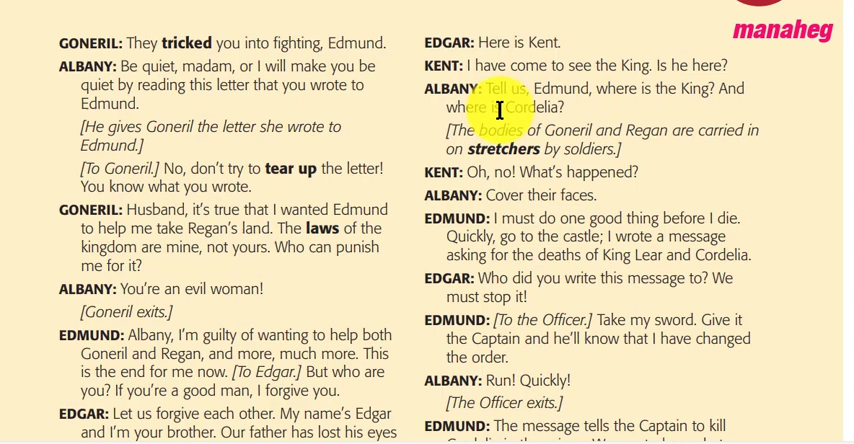 manaheg
GONERIL: They tricked you into fighting, Edmund.
ALBANY: Be quiet, madam, or I will make you be
quiet by reading this letter that you wrote to
Edmund.
[He gives Goneril the letter she wrote to
Edmund.]
[To Goneril.] No, don't try to tear up the letter!
You know what you wrote.
GONERIL: Husband, it's true that I wanted Edmund
to help me take Regan's land. The laws of the
kingdom are mine, not yours. Who can punish
me for it?
ALBANY: You're an evil woman!
[Goneril exits.]
EDMUND: Albany, I'm guilty of wanting to help both
Goneril and Regan, and more, much more. This
is the end for me now. [To Edgar.] But who are
you? If you're a good man, I forgive you.
EDGAR: Let us forgive each other. My name's Edgar
and I'm your brother. Our father has lost his eyes
EDGAR: Here is Kent.
KENT: I have come to see the King. Is he here?
ALBANY: Tell us, Edmund, where is the King? And
where is Cordelia?
[The bodies of Goneril and Regan are carried in
on stretchers by soldiers.]
KENT: Oh, no! What's happened?
ALBANY: Cover their faces.
EDMUND: I must do one good thing before I die.
Quickly, go to the castle; I wrote a message
asking for the deaths of King Lear and Cordelia.
EDGAR: Who did you write this message to? We
must stop it!
EDMUND: [To the Officer.] Take my sword. Give it
the Captain and he'll know that I have changed
the order.
ALBANY: Run! Quickly!
[The Officer exits.]
EDMUND: The message tells the Captain to kill